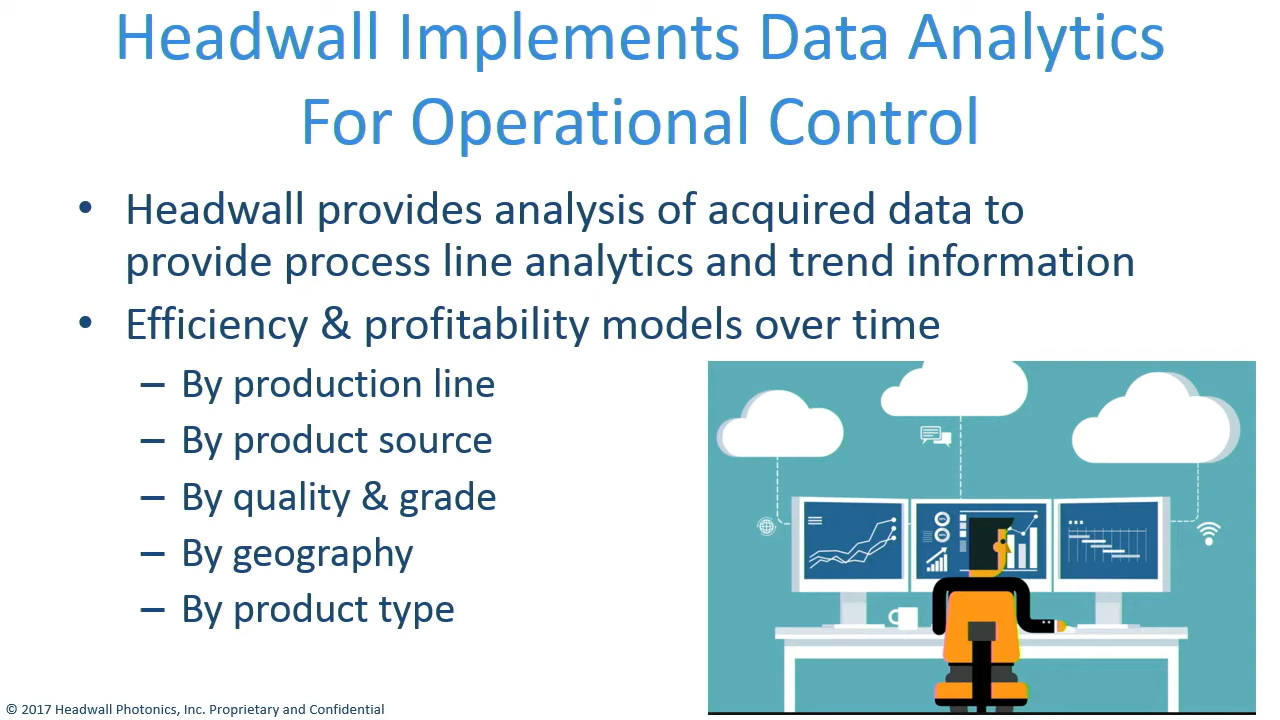 Headwall Implements Data Analytics
For Operational Control
• Headwall provides analysis of acquired data to
provide process line analytics and trend information
• Efficiency & profitability models over time
– By production line
– By product source
– By quality & grade
– By geography
– By product type
© 2017 Headwall Photonics, Inc. Proprietary and Confidential